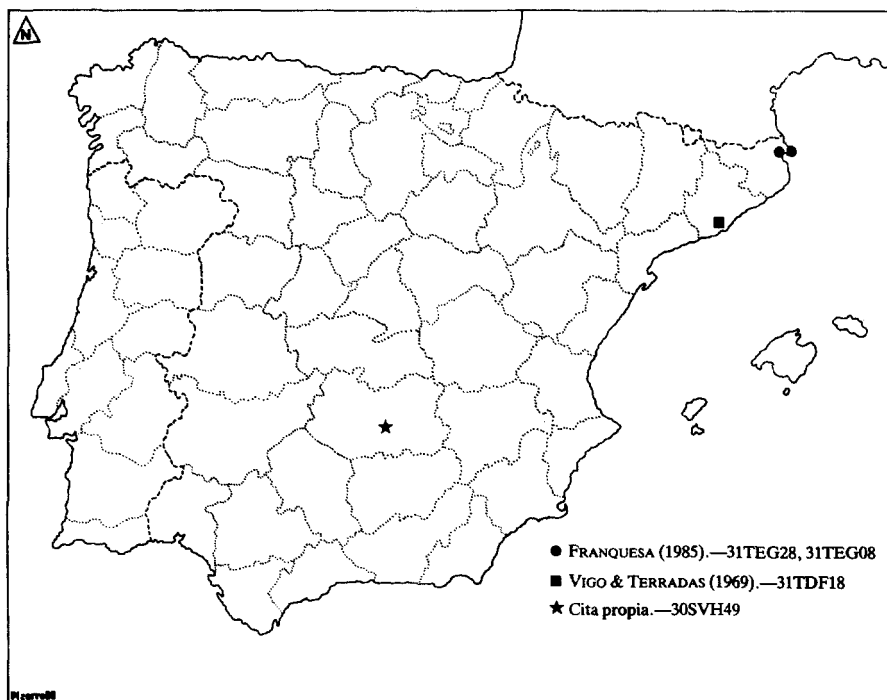 N
● FRANQUESA (1985).—31TEG28, 31TEG08
■ VIGO & TERRADAS (1969).—31TDF18
★ Cita propia.—30SVH49